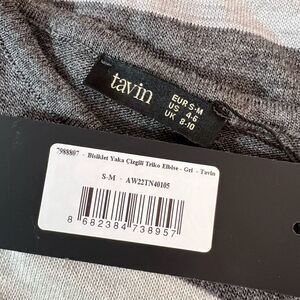 tavin
EUR S-M
US 4-6
UK 8-10
7988807 - Bisiklet Yaka Çizgili Triko Elbise - Gri - Tavin
S-M - AW22TN40105
8 682384 738957